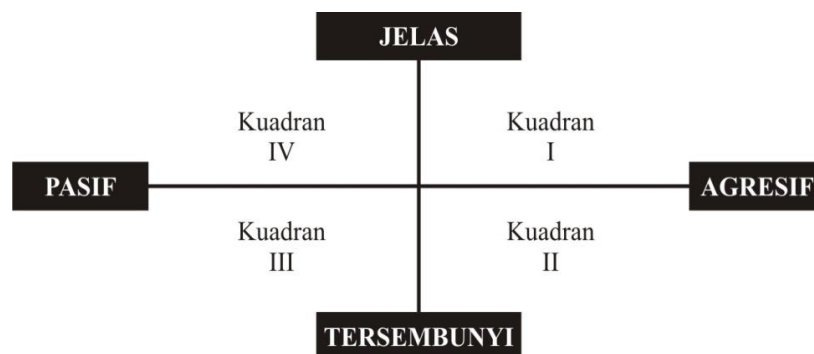 JELAS
Kuadran
IV
Kuadran
I
PASIF
AGRESIF
Kuadran
III
Kuadran
II
TERSEMBUNYI